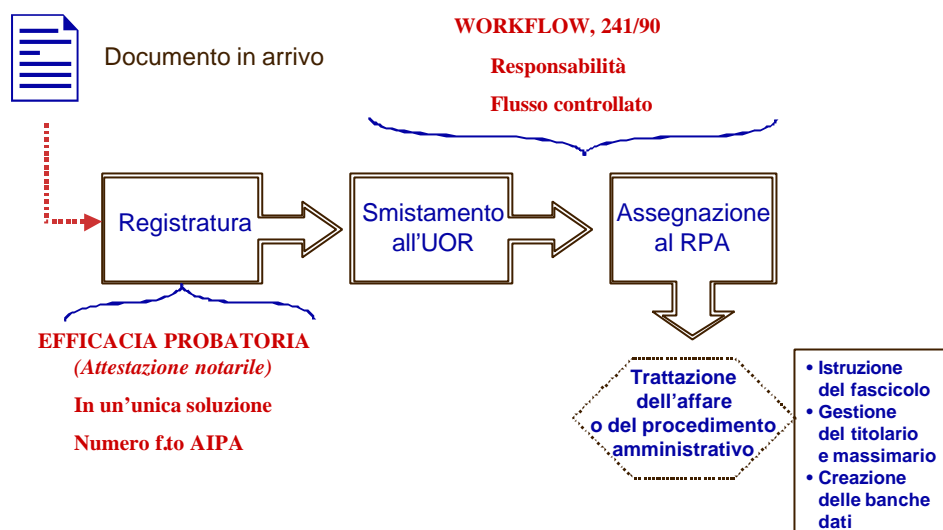 Documento in arrivo
WORKFLOW, 241/90
Responsabilità
Flusso controllato
Registratura
Smistamento
all'UOR
Assegnazione
al RPA
EFFICACIA PROBATORIA
(Attestazione notarile)
In un'unica soluzione
Numero f.to AIPA
Trattazione
dell'affare
o del procedimento
amministrativo
• Istruzione
del fascicolo
• Gestione
del titolario
e massimario
• Creazione
delle banche
dati